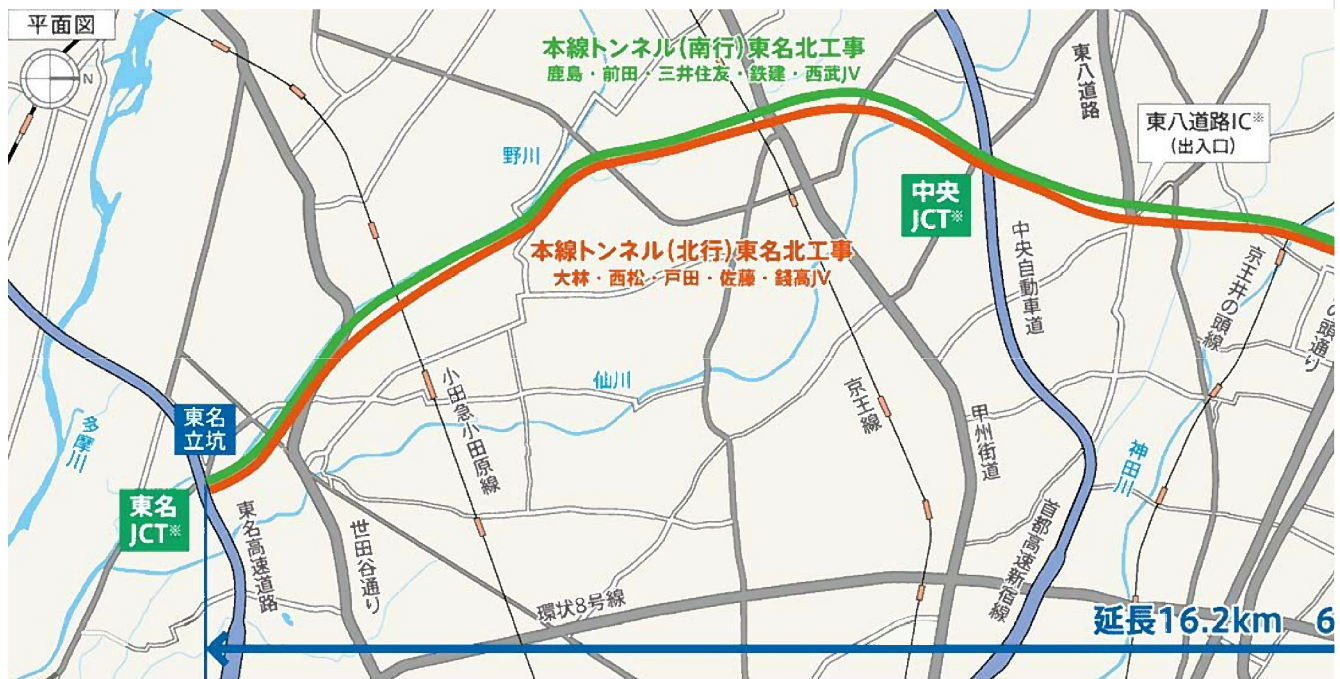 平面図
N
本線トンネル(南行)東名北工事
鹿島・前田・三井住友・鉄建・西武JV
東八道路
東八道路IC※
(出入口)
野川
中央
JCT※
本線トンネル(北行)東名北工事
大林・西松・戸田・佐藤・錢高JV
中央自動車道
京王井の頭線
の頭通り
仙川
小田急小田原線
京王線
甲州街道
神田川
多摩川
東名
立坑
東名
JCT※
東名高速道路
世田谷通り
環状8号線
首都高速新宿線
延長16.2km 6